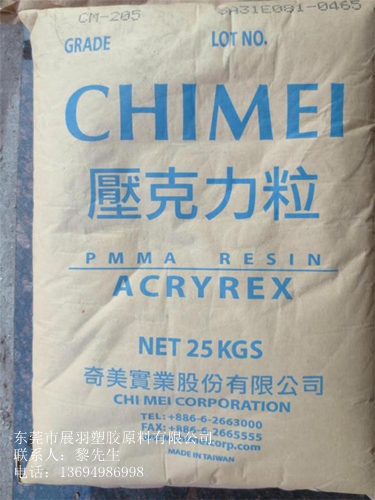 CM-205
GRADE LOT NO.
CHIMEI
壓克力粒
PMMA RESIN
ACRYREX
NET 25 KGS
奇美實業股份有限公司
CHI MEI CORPORATION
TEL: +886-6-2663000
FAX: +886-6-2665555
corp.com
MADE IN TAIWAN
东莞市展羽塑胶原料有限公司
联系人：黎先生
电话：13694986998